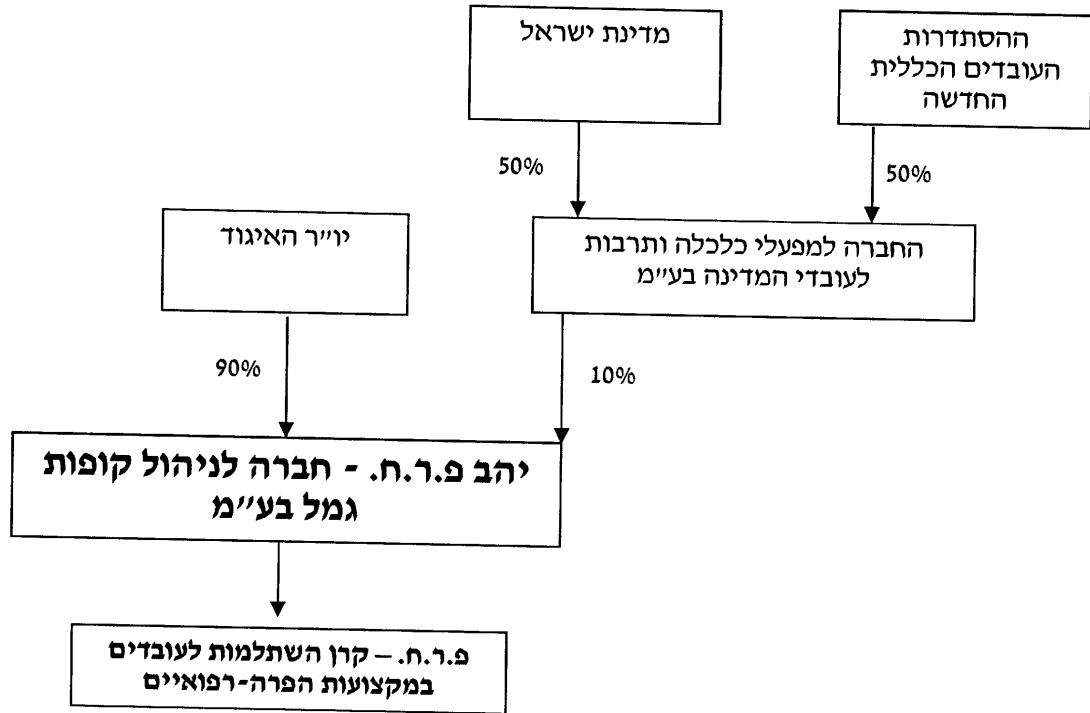 ההסתדרות
העובדים הכללית
החדשה
מדינת ישראל
50%
50%
החברה למפעלי כלכלה ותרבות
לעובדי המדינה בע״מ
יו״ר האיגוד
90%
10%
יהב פ.ר.ח. - חברה לניהול קופות
גמל בע״מ
פ.ר.ח. – קרן השתלמות לעובדים
במקצועות הפרה-רפואיים